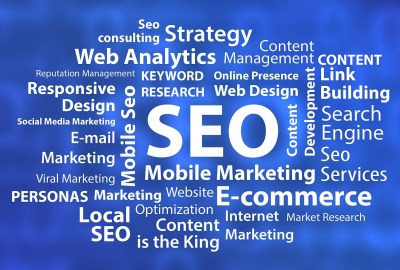 Seo
consulting
Strategy
Web Analytics
Content
Management
CONTENT
Reputation Management
KEYWORD
RESEARCH
Online Presence
Web Design
Link
Building
Responsive
Design
Mobile Seo
SEO
Content
Development
Social Media Marketing
E-mail
Marketing
Search
Engine
Seo
Services
Viral Marketing
Mobile Marketing
PERSONAS
Marketing
Website
Optimization
E-commerce
Local
SEO
Content
is the King
Internet
Marketing
Market Research